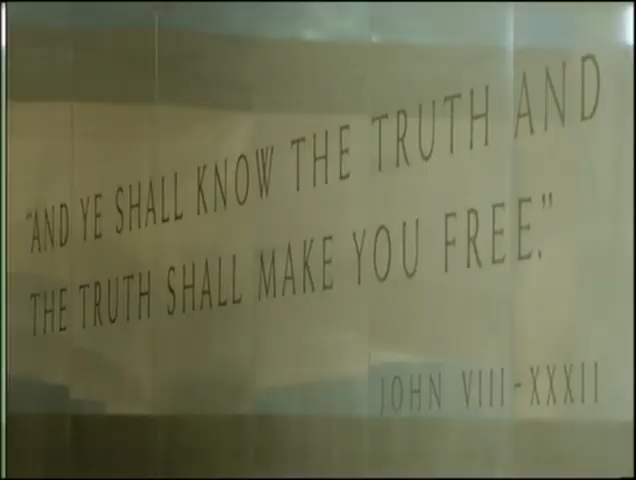 “AND YE SHALL KNOW THE TRUTH AND
THE TRUTH SHALL MAKE YOU FREE.”
JOHN VIII-XXXII